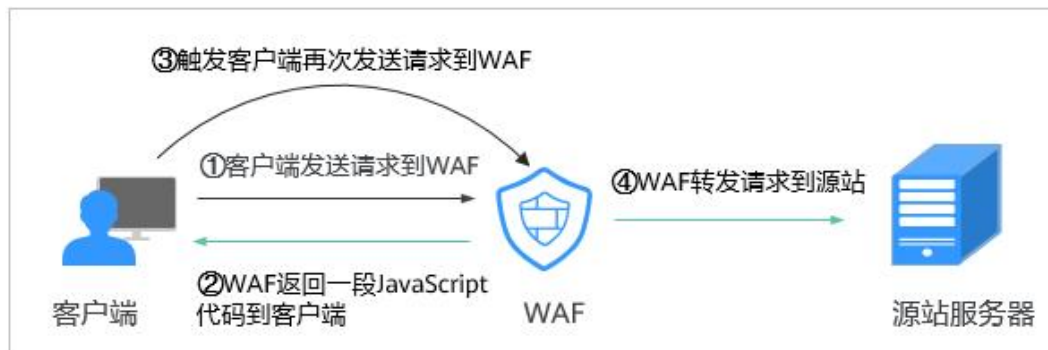 ③触发客户端再次发送请求到WAF
①客户端发送请求到WAF
④WAF转发请求到源站
②WAF返回一段JavaScript
代码到客户端
客户端
WAF
源站服务器